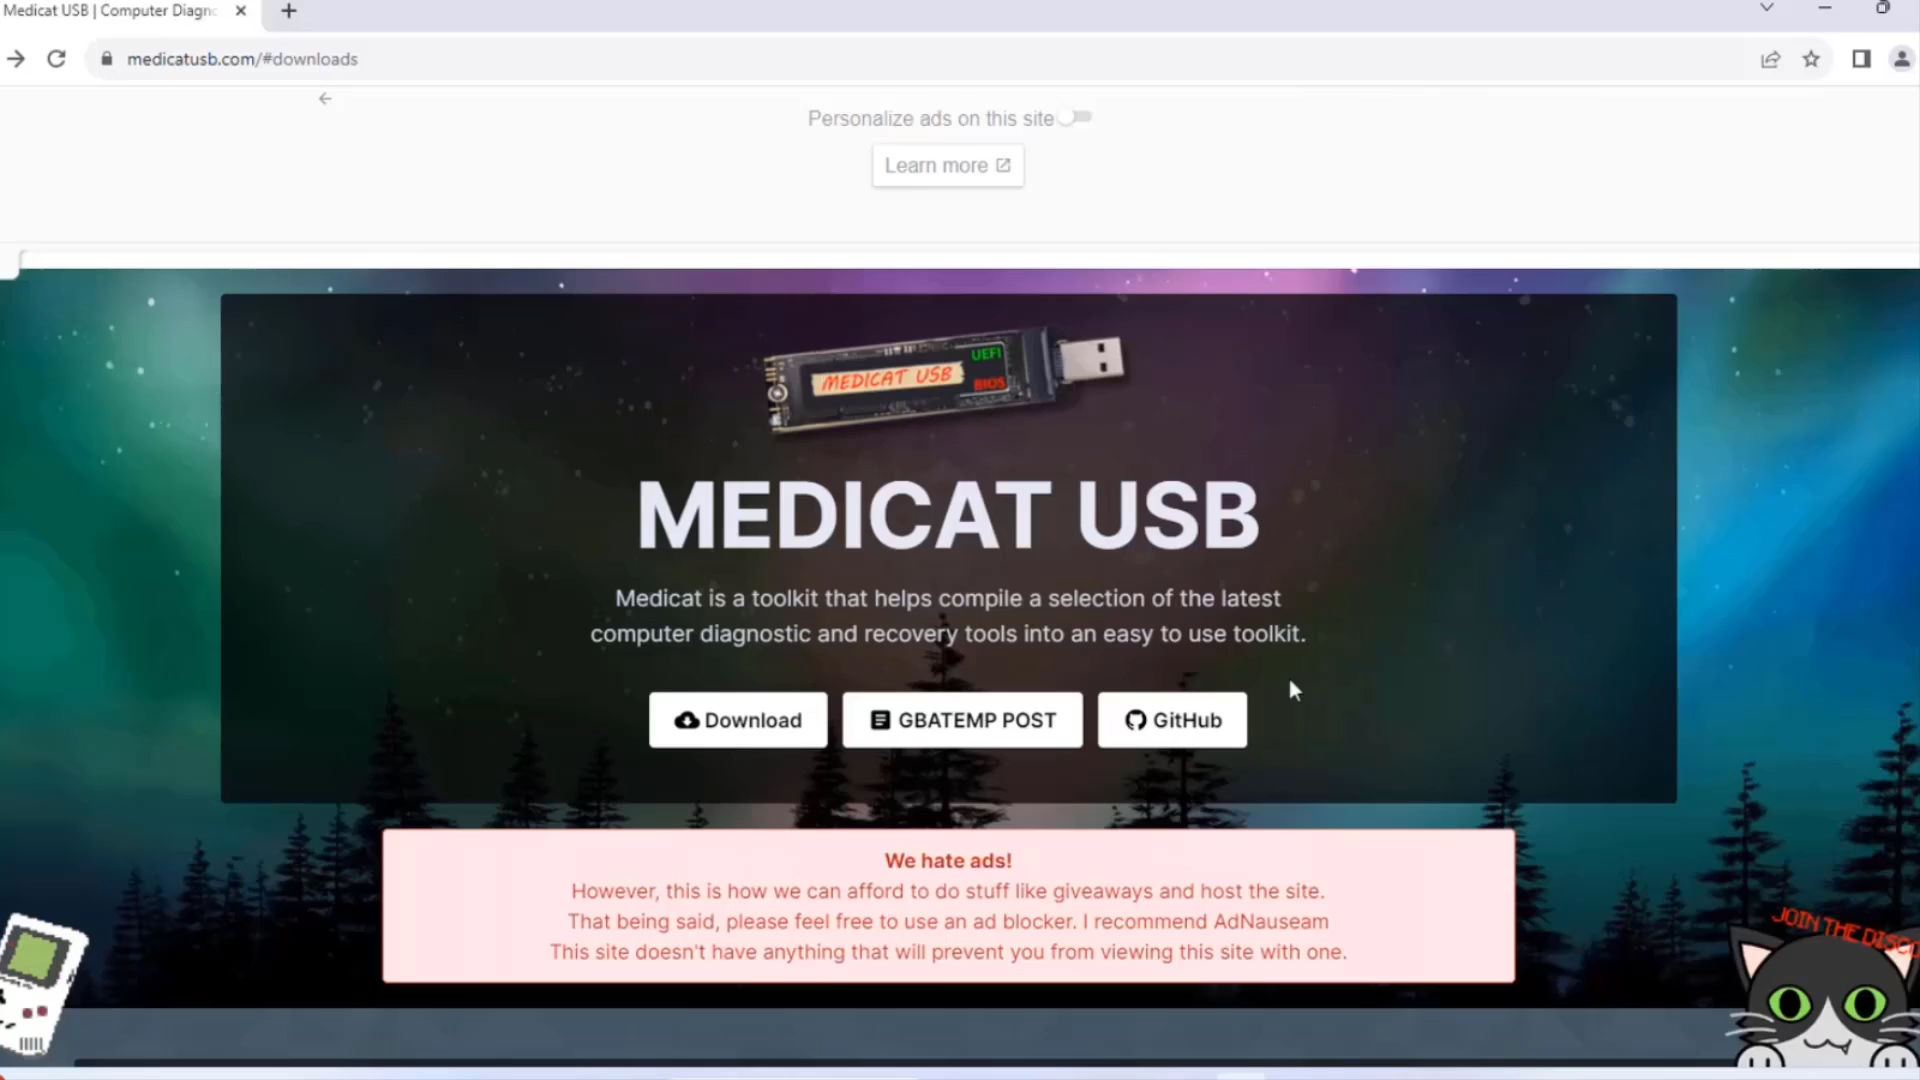 Medicat USB | Computer Diagn
medicatusb.com/#downloads
Personalize ads on this site
Learn more
MEDICAT USB
UEFI
BIOS
MEDICAT USB
Medicat is a toolkit that helps compile a selection of the latest
computer diagnostic and recovery tools into an easy to use toolkit.
Download
GBATEMP POST
GitHub
We hate ads!
However, this is how we can afford to do stuff like giveaways and host the site.
That being said, please feel free to use an ad blocker. I recommend AdNauseam
This site doesn't have anything that will prevent you from viewing this site with one.
JOIN THE DISCO